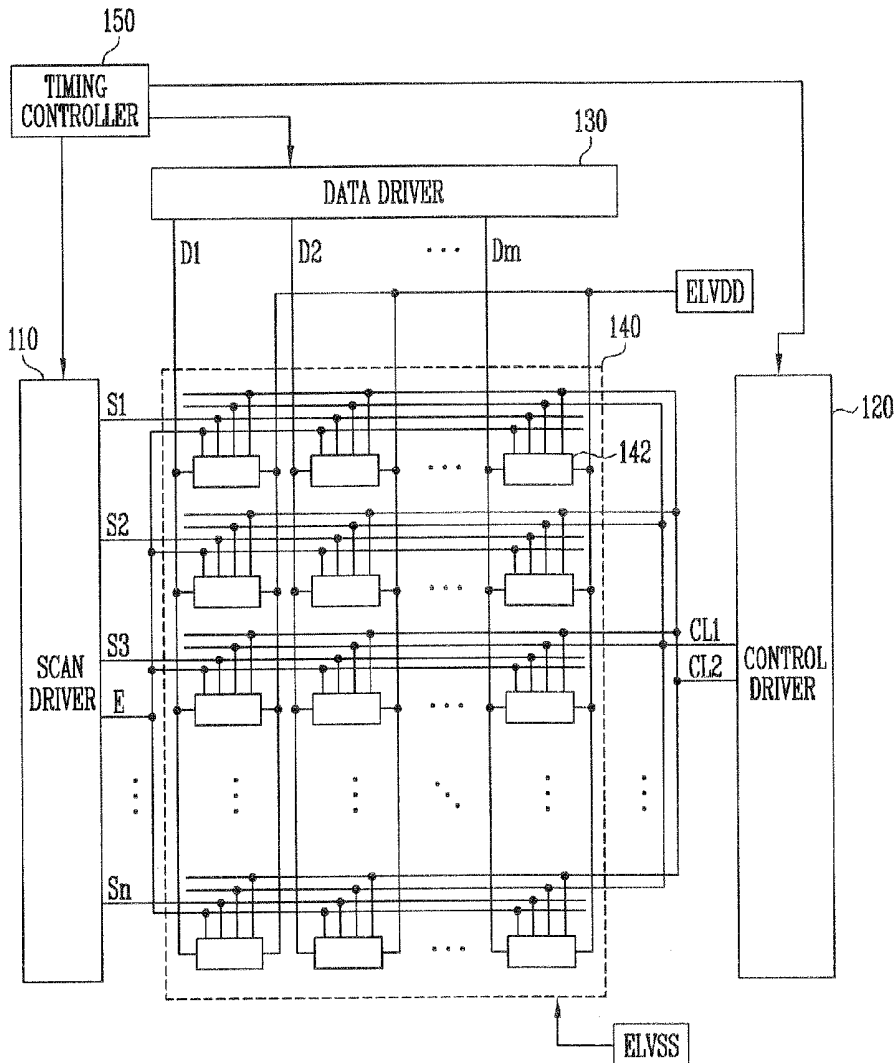 150
TIMING
CONTROLLER
130
DATA DRIVER
D1 D2 ... Dm
ELVDD
110
140
S1
120
142
S2
S3
CL1
SCAN
DRIVER
CL2
CONTROL
DRIVER
E
Sn
ELVSS